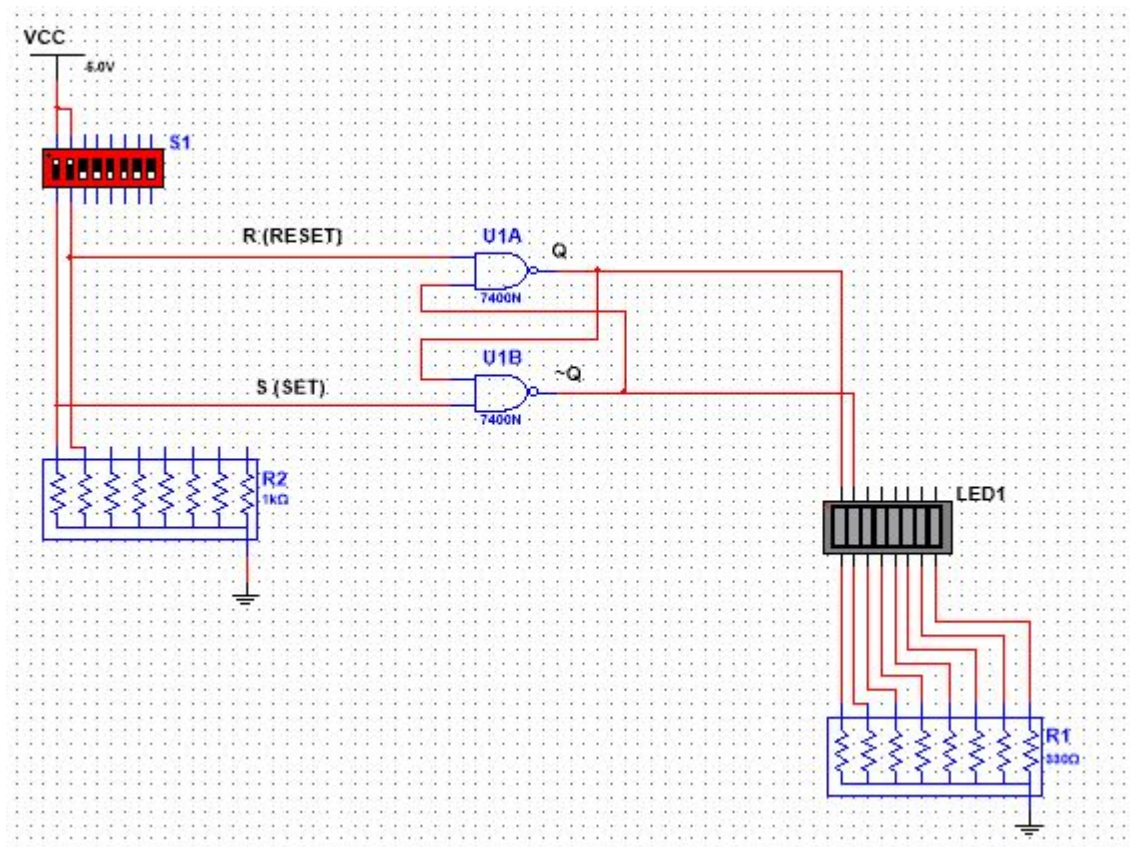 VCC
5.0V
S1
R (RESET)
U1A
Q
7400N
U1B
~Q
S (SET)
7400N
R2
1kΩ
LED1
R1
330Ω